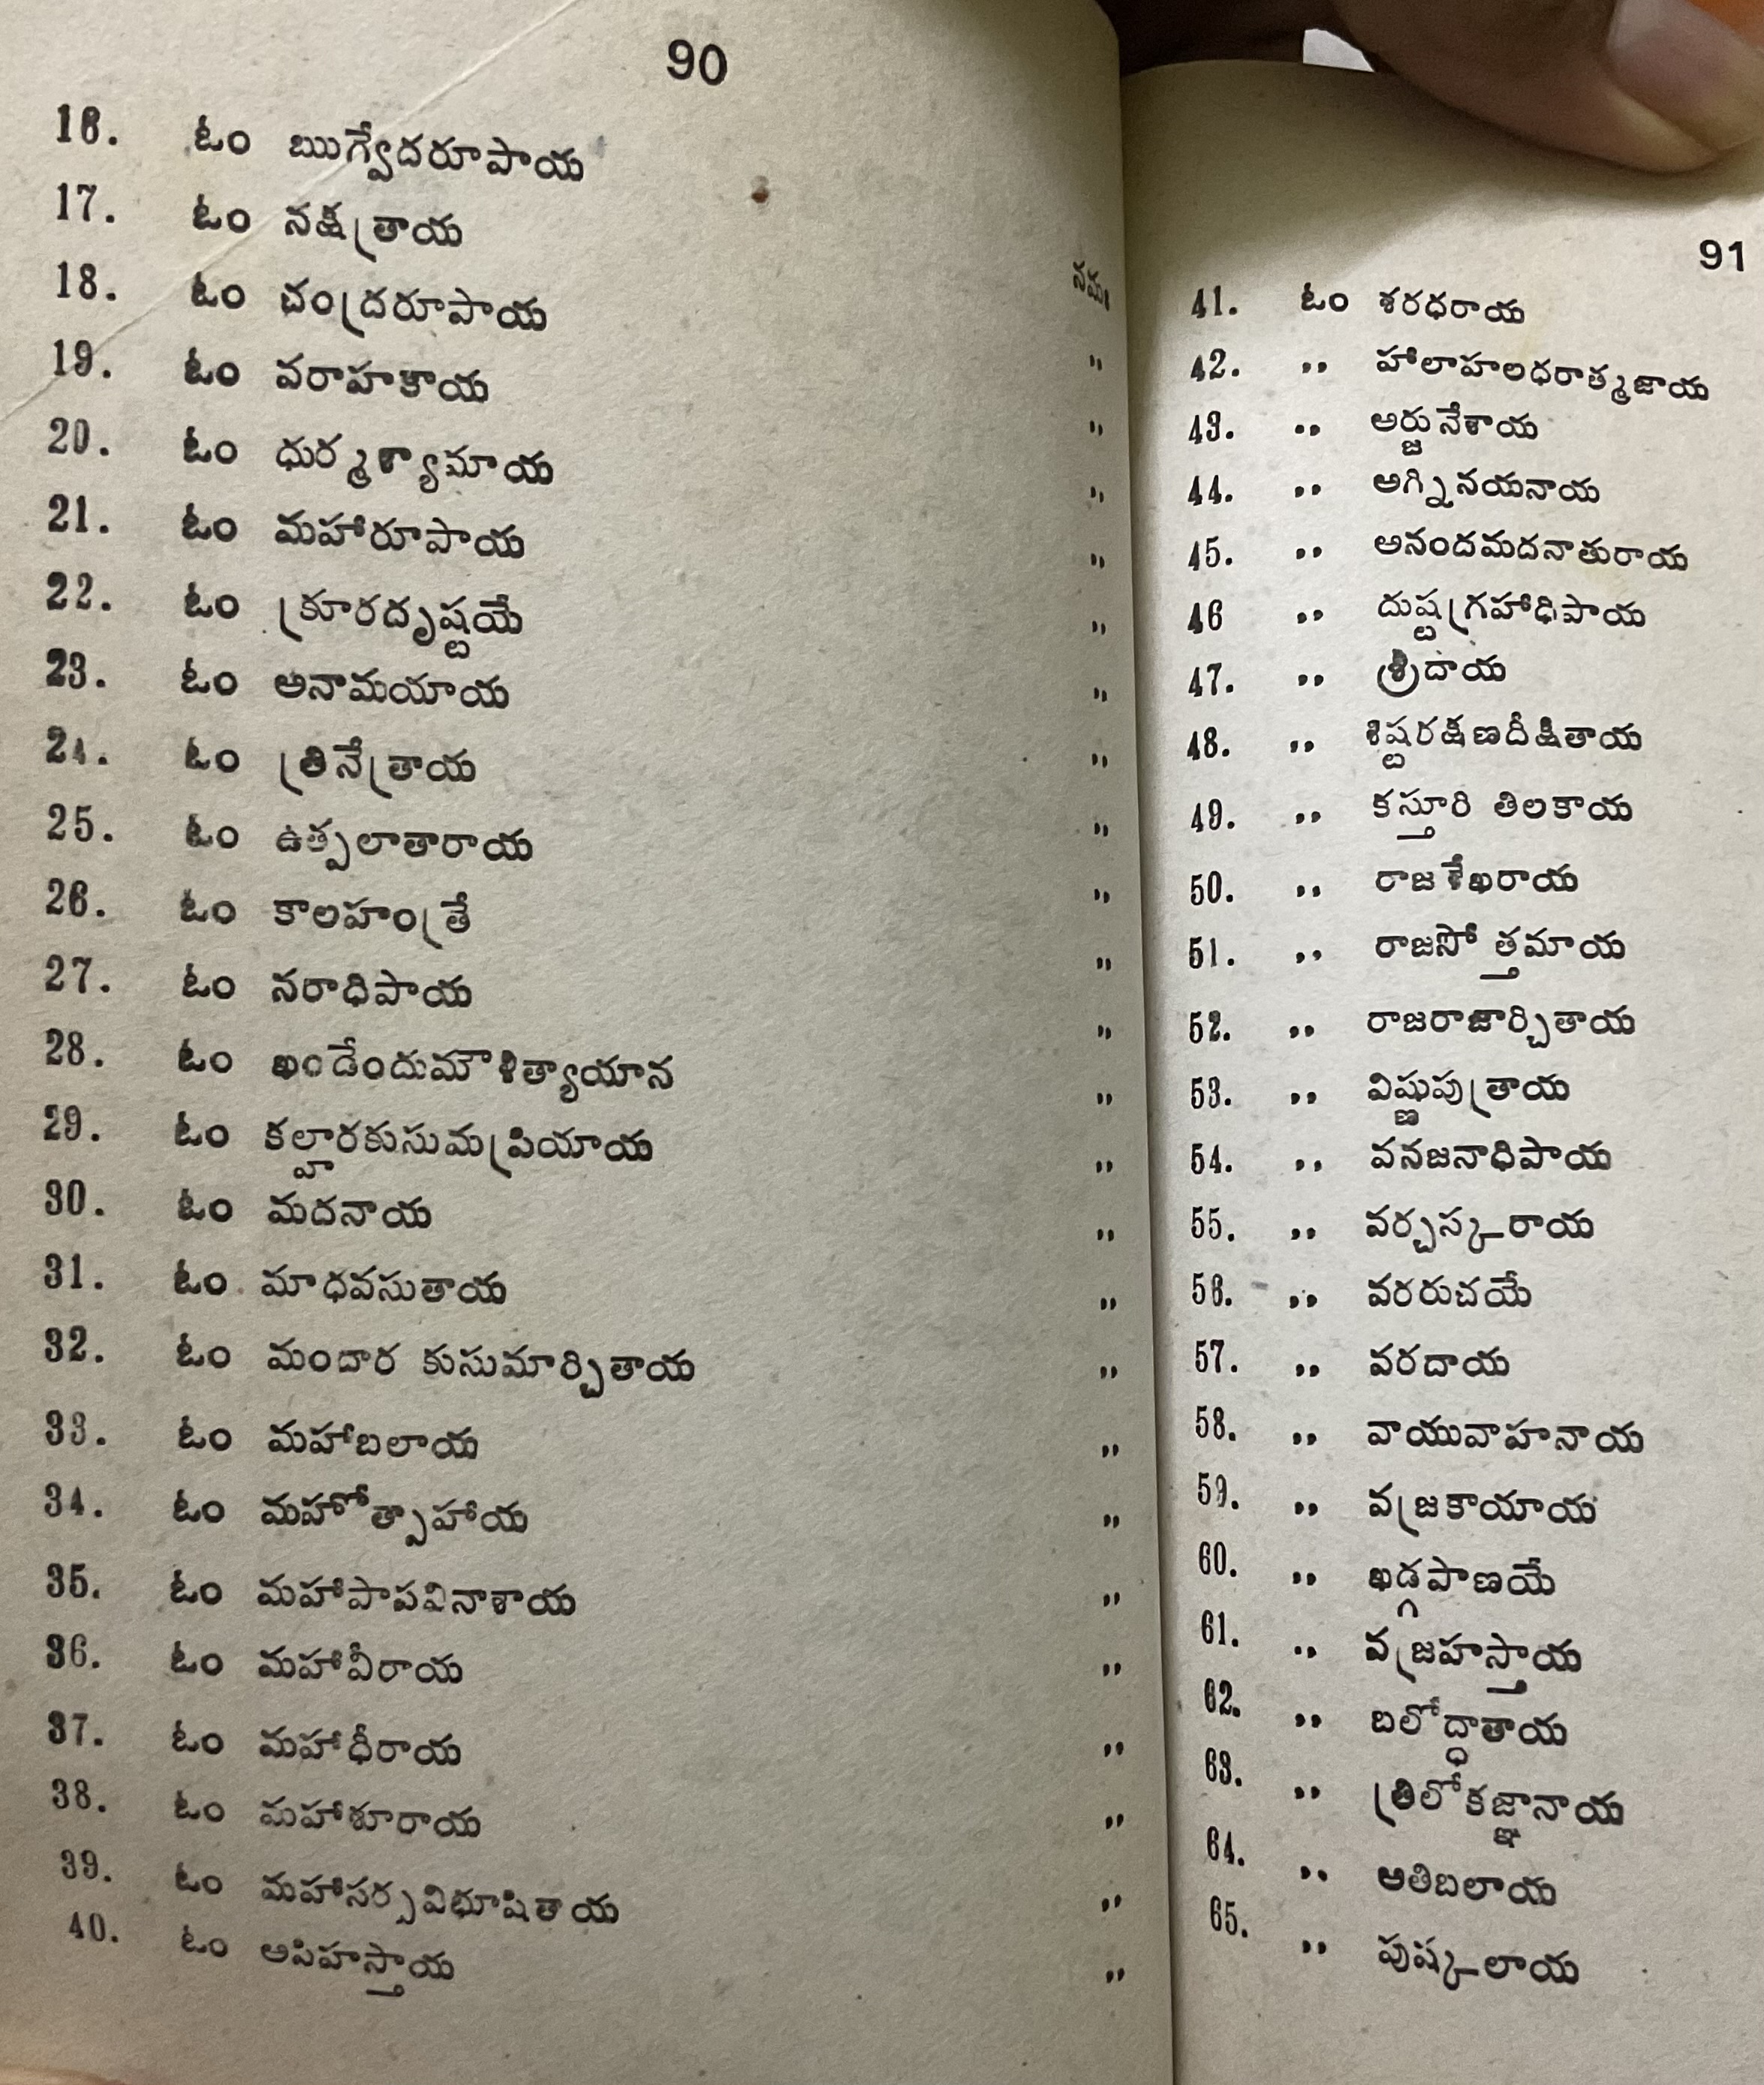 90
16. ఓం ఋగ్వేదరూపాయ నమః
17. ఓం నక్షత్రాయ ,,
18. ఓం చంద్రరూపాయ ,,
19. ఓం వరాహకాయ ,,
20. ఓం ధుర్మశ్యామాయ ,,
21. ఓం మహారూపాయ ,,
22. ఓం క్రూరదృష్టయే ,,
23. ఓం అనామయాయ ,,
24. ఓం త్రినేత్రాయ ,,
25. ఓం ఉత్పలాతారాయ ,,
26. ఓం కాలహంత్రే ,,
27. ఓం నరాధిపాయ ,,
28. ఓం ఖండేందుమౌళిత్యాయాన ,,
29. ఓం కల్హారకుసుమప్రియాయ ,,
30. ఓం మదనాయ ,,
31. ఓం మాధవసుతాయ ,,
32. ఓం మందార కుసుమార్చితాయ ,,
33. ఓం మహాబలాయ ,,
34. ఓం మహోత్సాహాయ ,,
35. ఓం మహాపాపవినాశాయ ,,
36. ఓం మహావీరాయ ,,
37. ఓం మహాధీరాయ ,,
38. ఓం మహాశూరాయ ,,
39. ఓం మహాసర్పవిభూషితాయ ,,
40. ఓం అసిహస్తాయ ,,
91
41. ఓం శరధరాయ
42. ,, హాలాహలధరాత్మజాయ
43. ,, అర్జునేశాయ
44. ,, అగ్నినయనాయ
45. ,, అనందమదనాతురాయ
46 ,, దుష్టగ్రహాధిపాయ
47. ,, శ్రీదాయ
48. ,, శిష్టరక్షణదీక్షితాయ
49. ,, కస్తూరి తిలకాయ
50. ,, రాజశేఖరాయ
51. ,, రాజసోత్తమాయ
52. ,, రాజరాజార్చితాయ
53. ,, విష్ణుపుత్రాయ
54. ,, వనజనాధిపాయ
55. ,, వర్చస్కరాయ
56. ,, వరరుచయే
57. ,, వరదాయ
58. ,, వాయువాహనాయ
59. ,, వజ్రకాయాయ
60. ,, ఖడ్గపాణయే
61. ,, వజ్రహస్తాయ
62. ,, బలోద్ధాతాయ
63. ,, త్రిలోకజ్ఞానాయ
64. ,, అతిబలాయ
65. ,, పుష్కలాయ